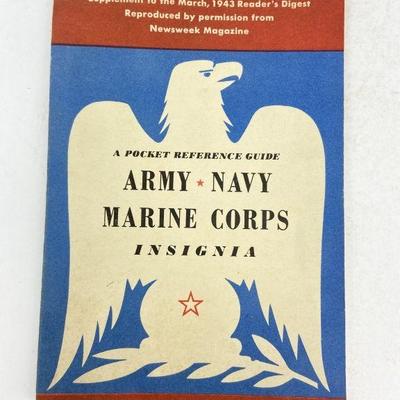 Supplement to the March, 1943 Reader's Digest
Reproduced by permission from
Newsweek Magazine
A POCKET REFERENCE GUIDE
ARMY ★ NAVY
MARINE CORPS
INSIGNIA